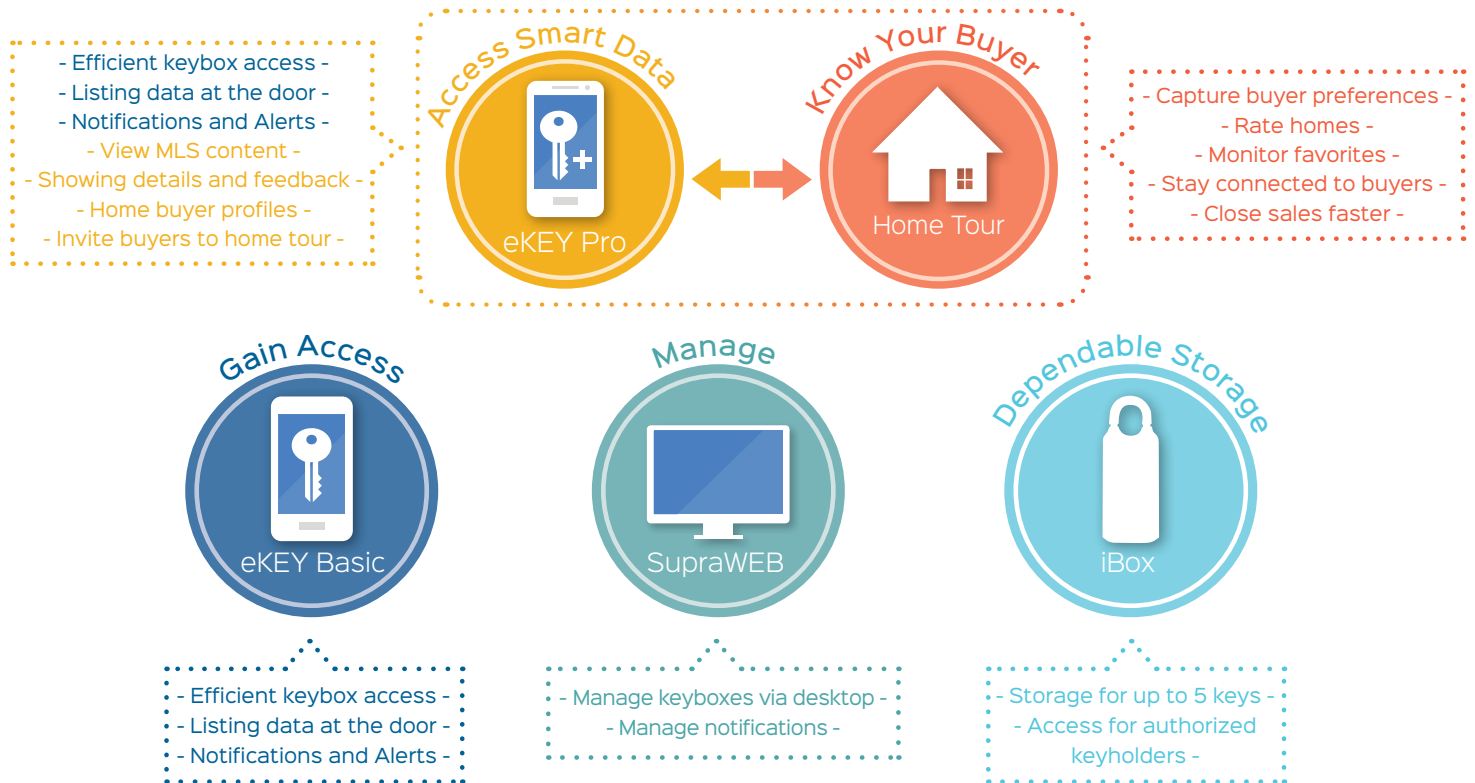 Access Smart Data
Know Your Buyer
- Efficient keybox access -
- Listing data at the door -
- Notifications and Alerts -
- View MLS content -
- Showing details and feedback -
- Home buyer profiles -
- Invite buyers to home tour -
eKEY Pro
Home Tour
- Capture buyer preferences -
- Rate homes -
- Monitor favorites -
- Stay connected to buyers -
- Close sales faster -
Gain Access
eKEY Basic
- Efficient keybox access -
- Listing data at the door -
- Notifications and Alerts -
Manage
SupraWEB
- Manage keyboxes via desktop -
- Manage notifications -
Dependable Storage
iBox
- Storage for up to 5 keys -
- Access for authorized
keyholders -